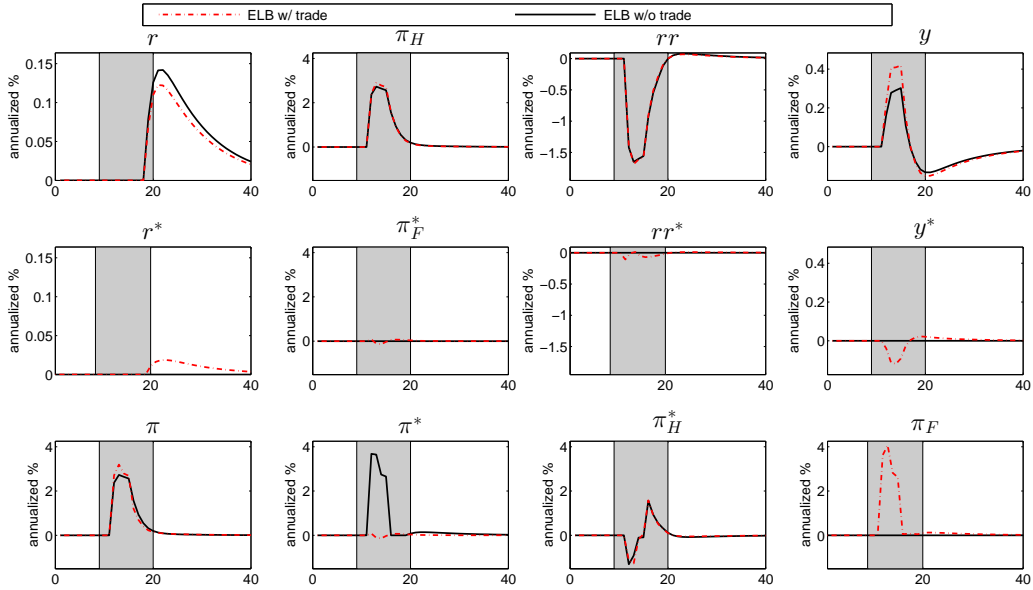 ELB w/ trade ELB w/o trade
r π_H rr y
annualized % 0.15 0.1 0.05 0 0 20 40
annualized % 4 2 0 0 20 40
annualized % 0 −0.5 −1 −1.5 0 20 40
annualized % 0.4 0.2 0 0 20 40
r* π*_F rr* y*
annualized % 0.15 0.1 0.05 0 0 20 40
annualized % 4 2 0 0 20 40
annualized % 0 −0.5 −1 −1.5 0 20 40
annualized % 0.4 0.2 0 0 20 40
π π* π*_H π_F
annualized % 4 2 0 0 20 40
annualized % 4 2 0 0 20 40
annualized % 4 2 0 0 20 40
annualized % 4 2 0 0 20 40